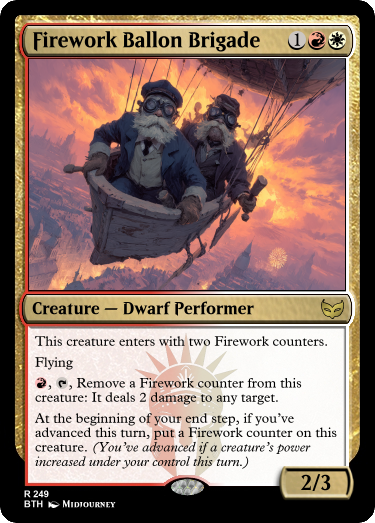 Firework Ballon Brigade 1
Creature — Dwarf Performer
This creature enters with two Firework counters.
Flying
, , Remove a Firework counter from this
creature: It deals 2 damage to any target.
At the beginning of your end step, if you've
advanced this turn, put a Firework counter on this
creature. (You've advanced if a creature's power
increased under your control this turn.)
2/3
R 249
BTH Midjourney